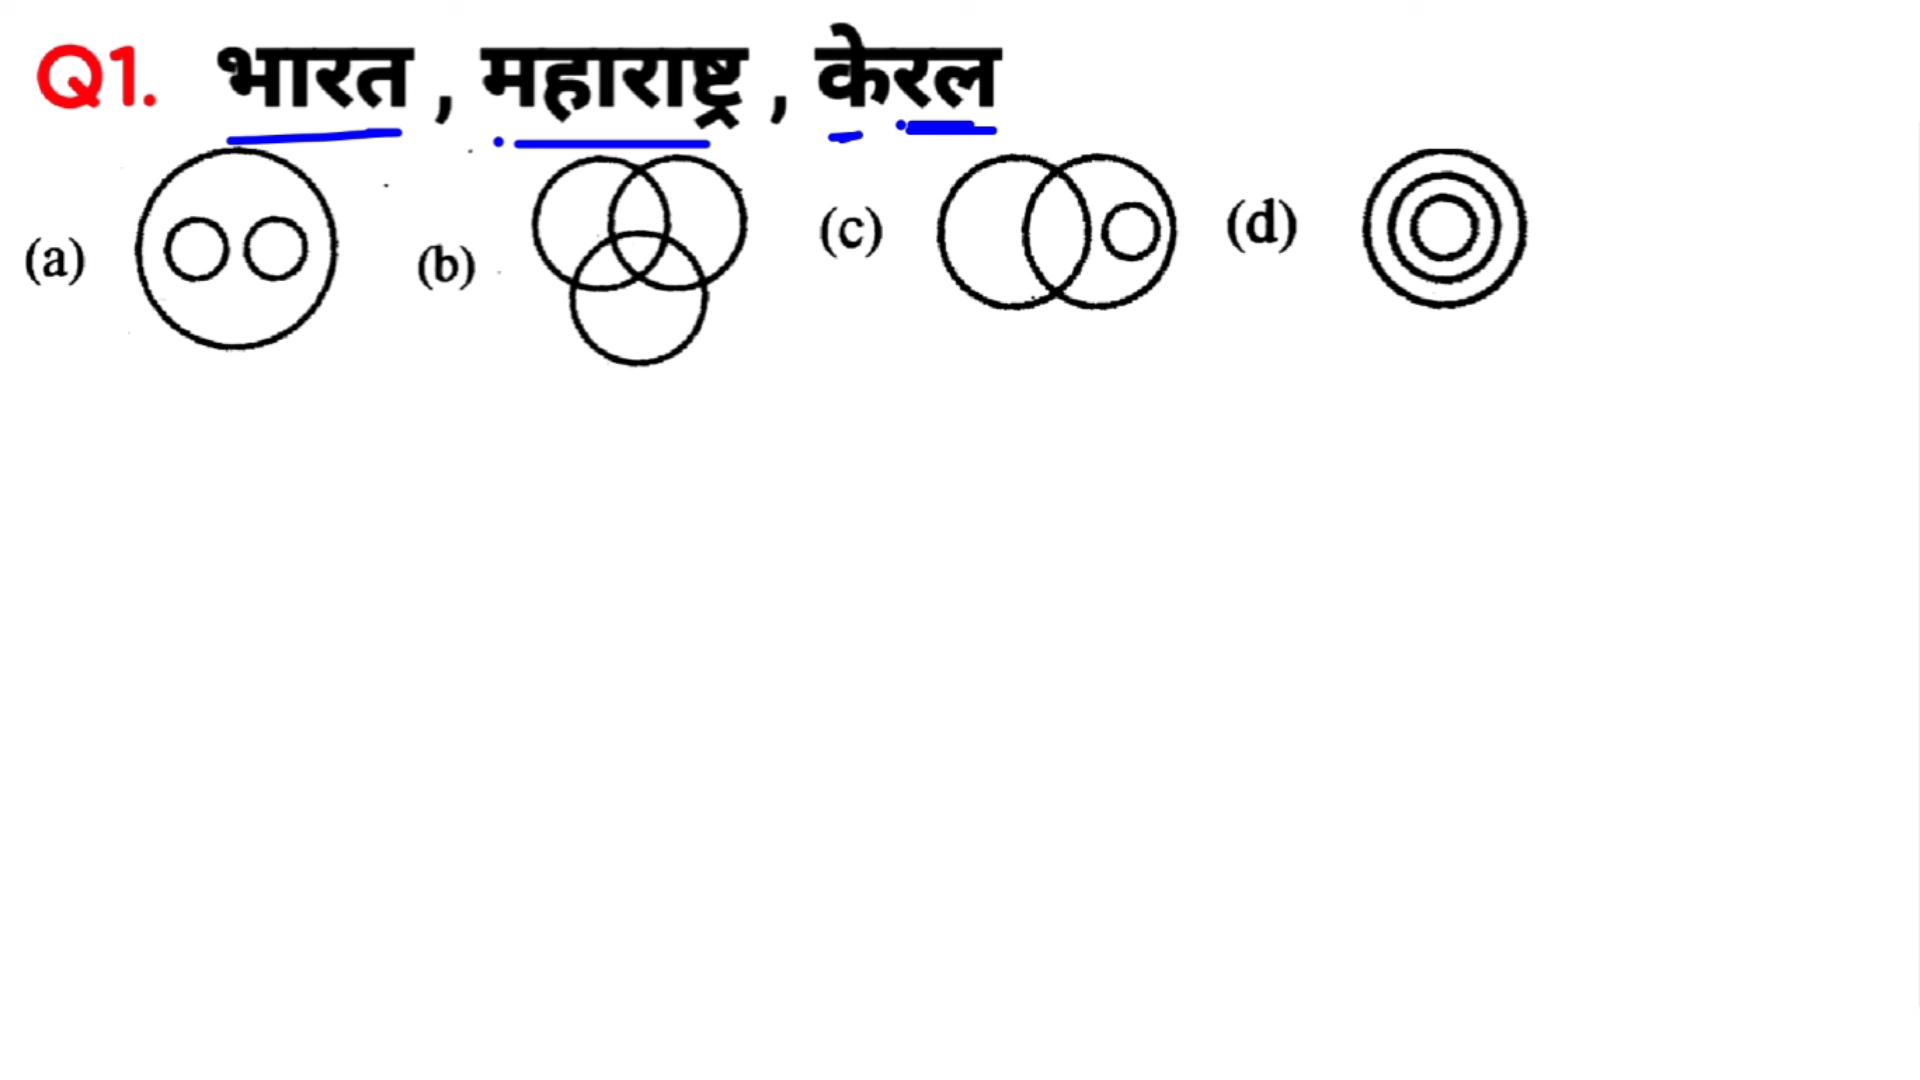 Q1. भारत , महाराष्ट्र , केरल
(a) (b) (c) (d)